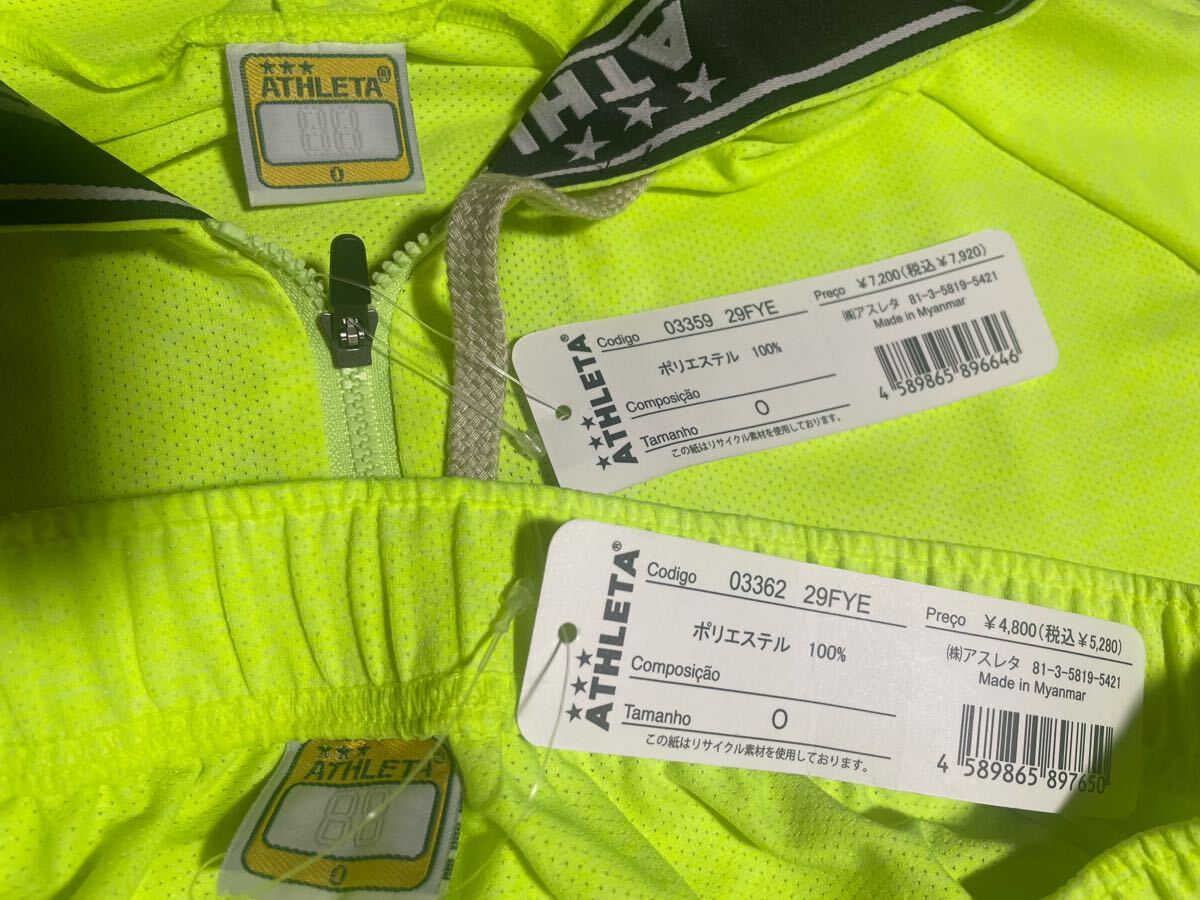 ★★★
ATHLETA®
88
O
ATH
★★★
★★★ATHLETA®
Codigo 03359 29FYE
ポリエステル 100%
Composição
Tamanho O
この紙はリサイクル素材を使用しております。
Preço ￥7,200(税込￥7,920)
㈱アスレタ 81-3-5819-5421
Made in Myanmar
4 589865 896646
★★★ATHLETA®
Codigo 03362 29FYE
ポリエステル 100%
Composição
Tamanho O
この紙はリサイクル素材を使用しております。
Preço ￥4,800(税込￥5,280)
㈱アスレタ 81-3-5819-5421
Made in Myanmar
4 589865 897650
★★★
ATHLETA
88
O